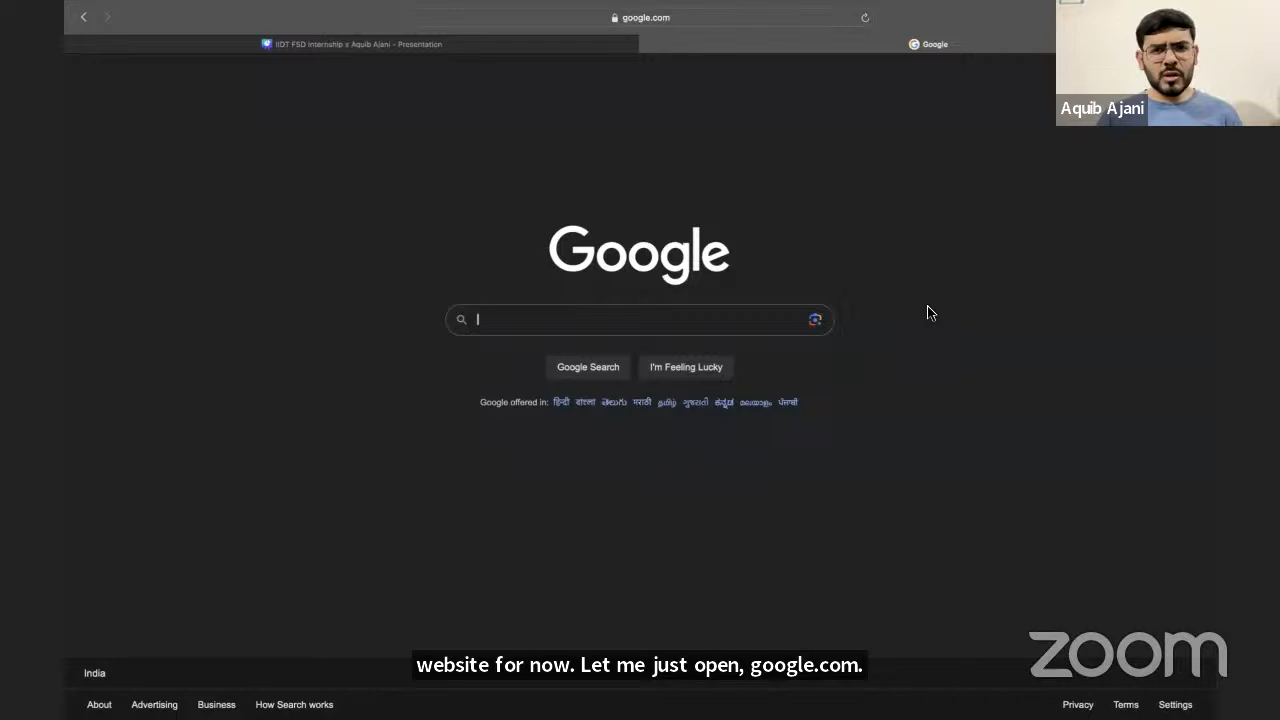 google.com
IIDT FSD Internship x Aquib Ajani - Presentation
Google
Aquib Ajani
Google
Google Search
I'm Feeling Lucky
Google offered in: हिन्दी বাংলা తెలుగు मराठी தமிழ் ગુજરાતી ಕನ್ನಡ മലയാളം ਪੰਜਾਬੀ
website for now. Let me just open, google.com.
zoom
India
About Advertising Business How Search works
Privacy Terms Settings